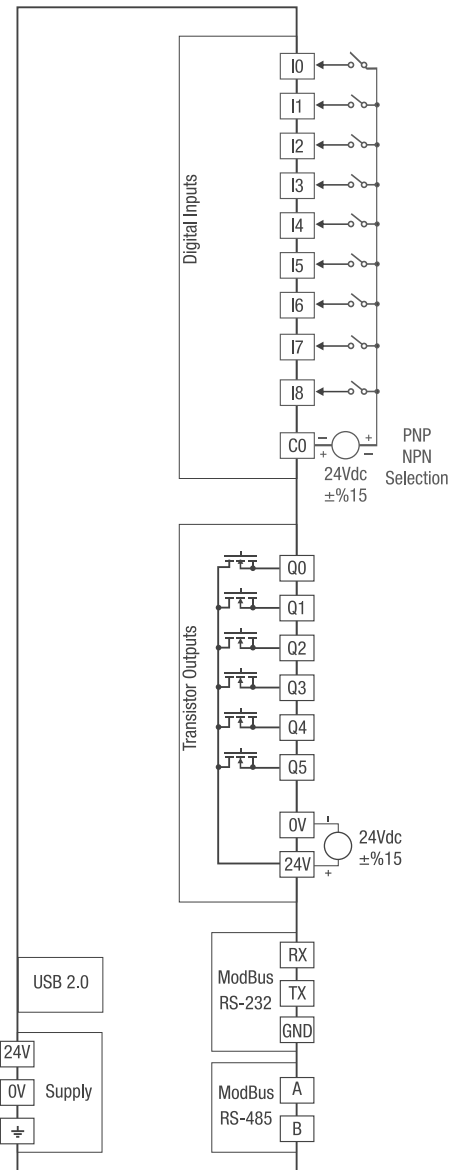 Digital Inputs
I0
I1
I2
I3
I4
I5
I6
I7
I8
C0
− +
+ −
24Vdc
±%15
PNP
NPN
Selection
Transistor Outputs
Q0
Q1
Q2
Q3
Q4
Q5
0V
-
24V
+
24Vdc
±%15
ModBus
RS-232
RX
TX
GND
USB 2.0
24V
0V
Supply
ModBus
RS-485
A
B